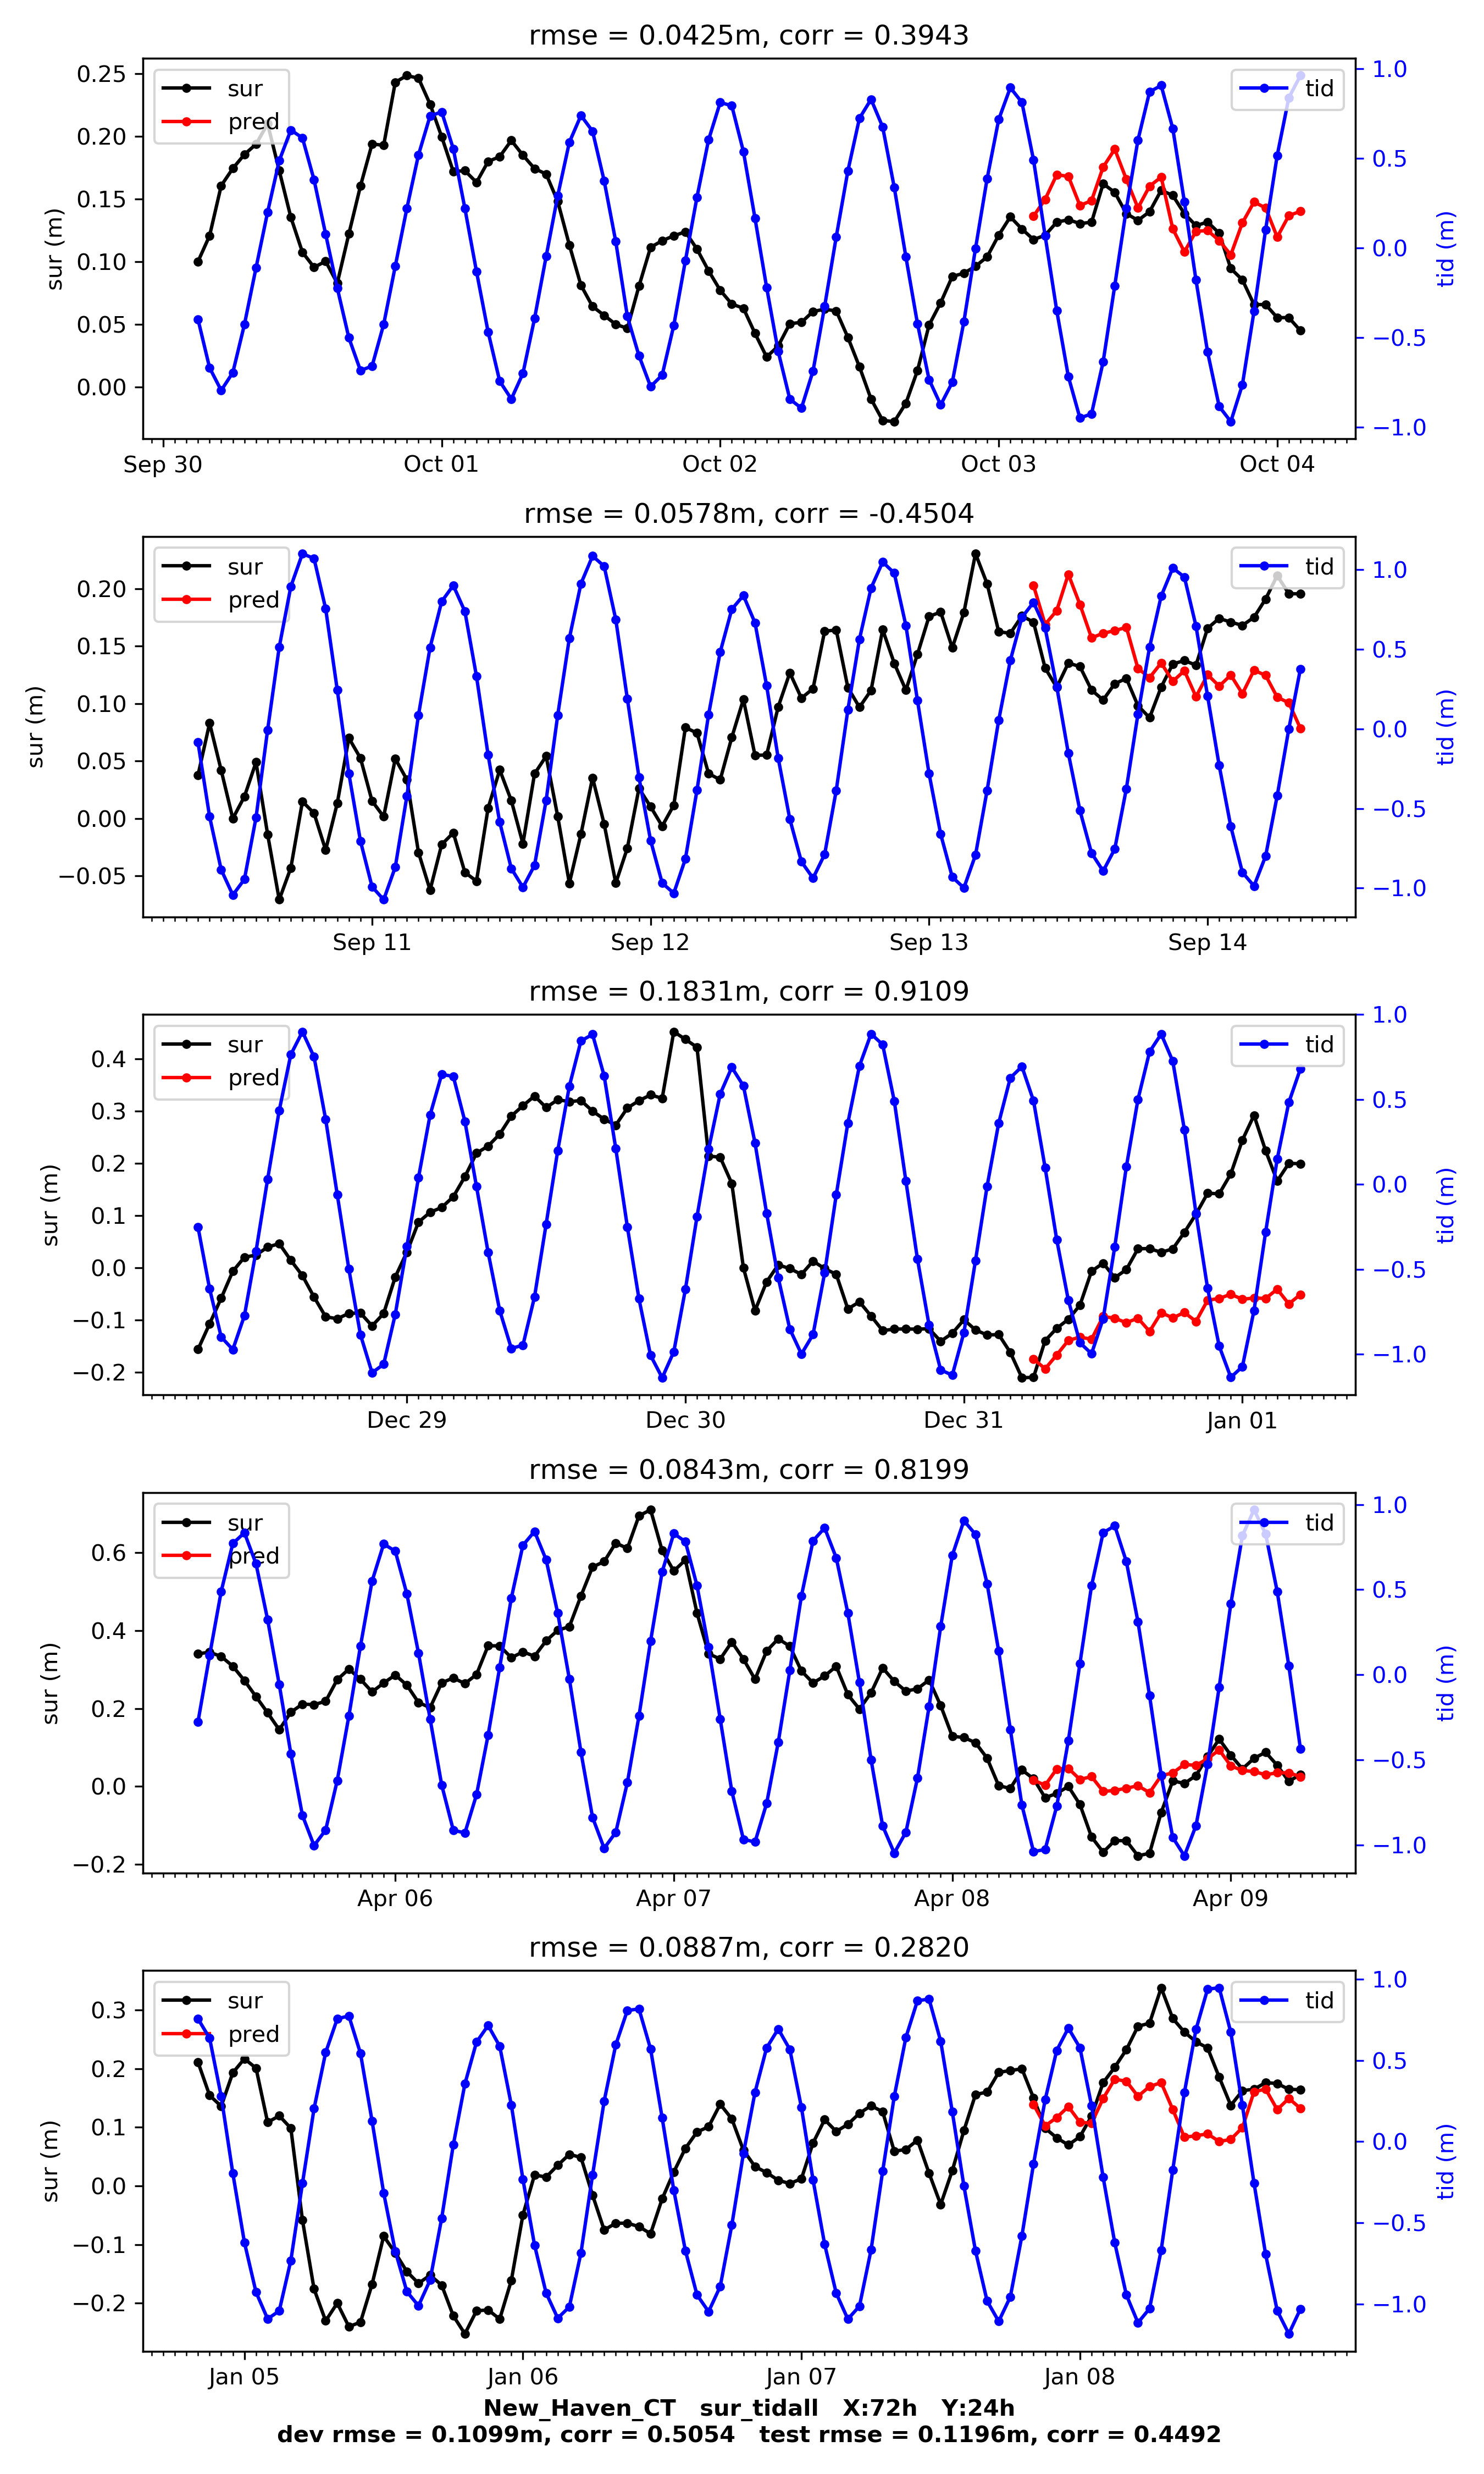 rmse = 0.0425m, corr = 0.3943
sur
pred
tid
0.25
0.20
0.15
0.10
0.05
0.00
sur (m)
1.0
0.5
0.0
−0.5
−1.0
tid (m)
Sep 30 Oct 01 Oct 02 Oct 03 Oct 04
rmse = 0.0578m, corr = -0.4504
sur
pred
tid
0.20
0.15
0.10
0.05
0.00
−0.05
sur (m)
1.0
0.5
0.0
−0.5
−1.0
tid (m)
Sep 11 Sep 12 Sep 13 Sep 14
rmse = 0.1831m, corr = 0.9109
sur
pred
tid
0.4
0.3
0.2
0.1
0.0
−0.1
−0.2
sur (m)
1.0
0.5
0.0
−0.5
−1.0
tid (m)
Dec 29 Dec 30 Dec 31 Jan 01
rmse = 0.0843m, corr = 0.8199
sur
pred
tid
0.6
0.4
0.2
0.0
−0.2
sur (m)
1.0
0.5
0.0
−0.5
−1.0
tid (m)
Apr 06 Apr 07 Apr 08 Apr 09
rmse = 0.0887m, corr = 0.2820
sur
pred
tid
0.3
0.2
0.1
0.0
−0.1
−0.2
sur (m)
1.0
0.5
0.0
−0.5
−1.0
tid (m)
Jan 05 Jan 06 Jan 07 Jan 08
New_Haven_CT sur_tidall X:72h Y:24h
dev rmse = 0.1099m, corr = 0.5054 test rmse = 0.1196m, corr = 0.4492